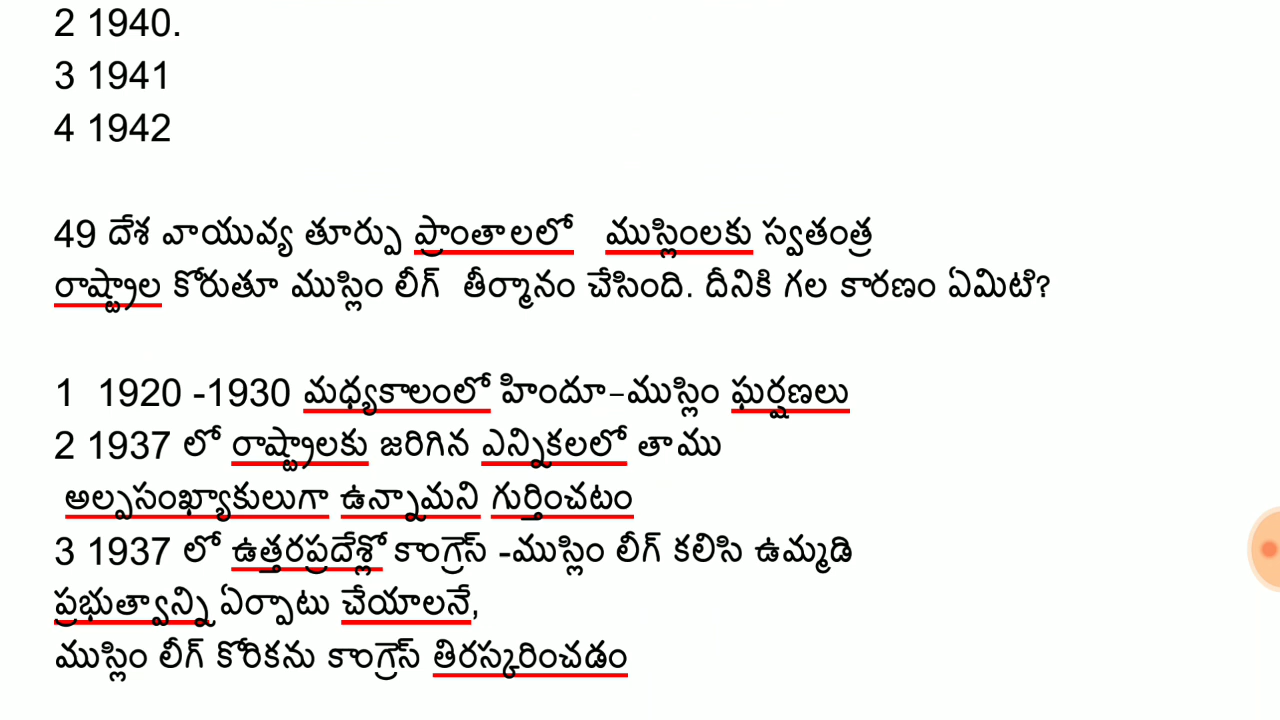 2 1940.
3 1941
4 1942
49 దేశ వాయువ్య తూర్పు ప్రాంతాలలో ముస్లింలకు స్వతంత్ర
రాష్ట్రాల కోరుతూ ముస్లిం లీగ్ తీర్మానం చేసింది. దీనికి గల కారణం ఏమిటి?
1 1920 -1930 మధ్యకాలంలో హిందూ-ముస్లిం ఘర్షణలు
2 1937 లో రాష్ట్రాలకు జరిగిన ఎన్నికలలో తాము
అల్పసంఖ్యాకులుగా ఉన్నామని గుర్తించటం
3 1937 లో ఉత్తరప్రదేశ్లో కాంగ్రెస్ -ముస్లిం లీగ్ కలిసి ఉమ్మడి
ప్రభుత్వాన్ని ఏర్పాటు చేయాలనే,
ముస్లిం లీగ్ కోరికను కాంగ్రెస్ తిరస్కరించడం